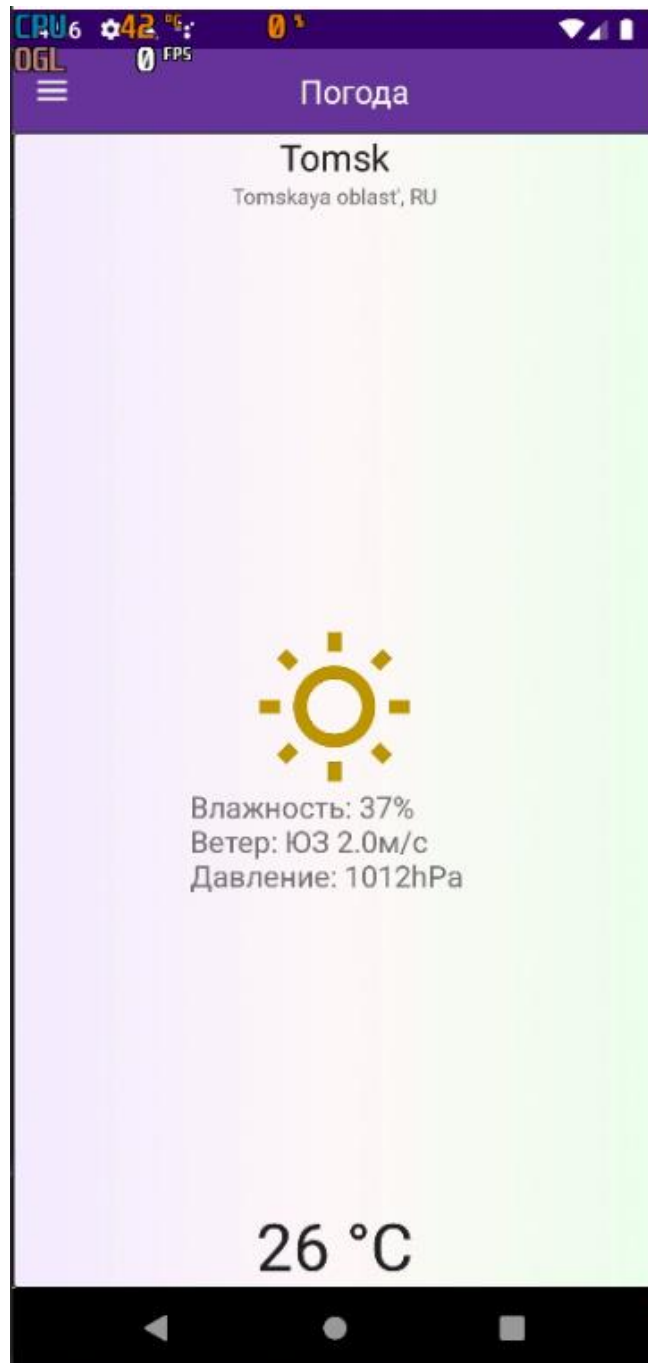 CPU 42 °C 0 %
OGL 0 FPS
Погода
Tomsk
Tomskaya oblast', RU
Влажность: 37%
Ветер: ЮЗ 2.0м/с
Давление: 1012hPa
26 °C